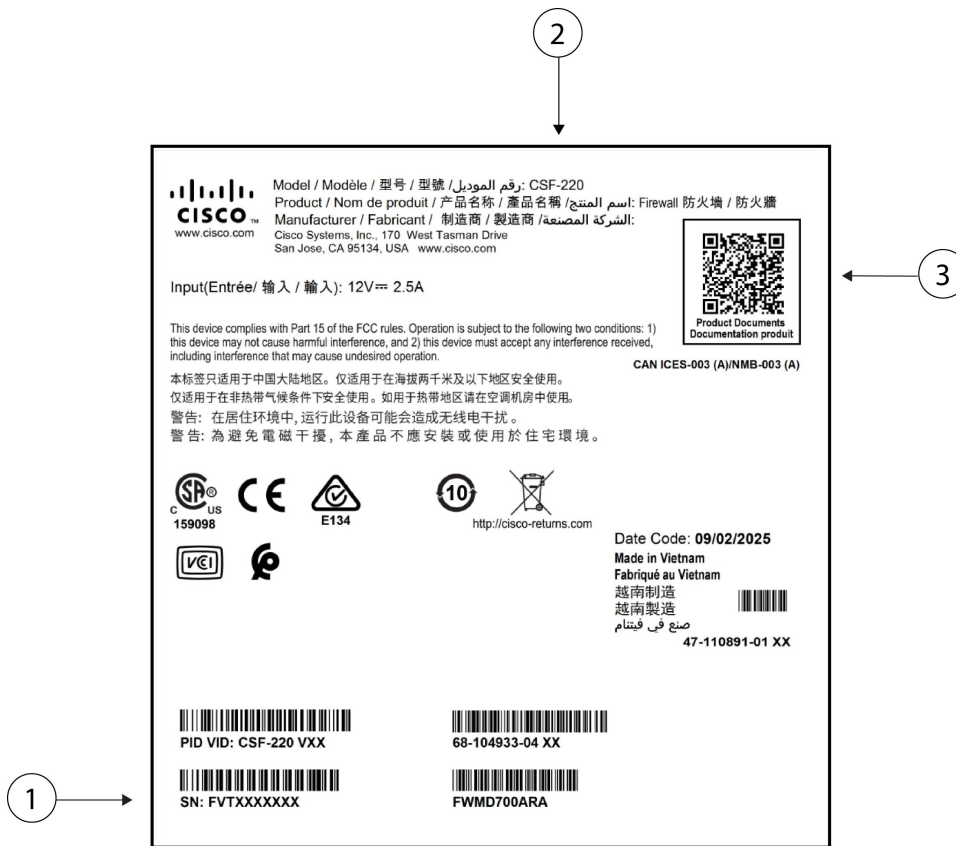 2
CISCO TM
www.cisco.com
Model / Modèle / 型号 / 型號 /رقم الموديل: CSF-220
Product / Nom de produit / 产品名称 / 產品名稱 /اسم المنتج: Firewall 防火墙 / 防火牆
Manufacturer / Fabricant / 制造商 / 製造商 /الشركة المصنعة:
Cisco Systems, Inc., 170 West Tasman Drive
San Jose, CA 95134, USA www.cisco.com
3
Input(Entrée/ 输入 / 輸入): 12V⎓ 2.5A
Product Documents
Documentation produit
This device complies with Part 15 of the FCC rules. Operation is subject to the following two conditions: 1)
this device may not cause harmful interference, and 2) this device must accept any interference received,
including interference that may cause undesired operation.
CAN ICES-003 (A)/NMB-003 (A)
本标签只适用于中国大陆地区。仅适用于在海拔两千米及以下地区安全使用。
仅适用于在非热带气候条件下安全使用。如用于热带地区请在空调机房中使用。
警告: 在居住环境中, 运行此设备可能会造成无线电干扰。
警告: 為避免電磁干擾, 本產品不應安裝或使用於住宅環境。
SA ®
C US
159098
CE
E134
10
http://cisco-returns.com
VCI
Date Code: 09/02/2025
Made in Vietnam
Fabriqué au Vietnam
越南制造
越南製造
صنع في فيتنام
47-110891-01 XX
PID VID: CSF-220 VXX
68-104933-04 XX
1
SN: FVTXXXXXXX
FWMD700ARA